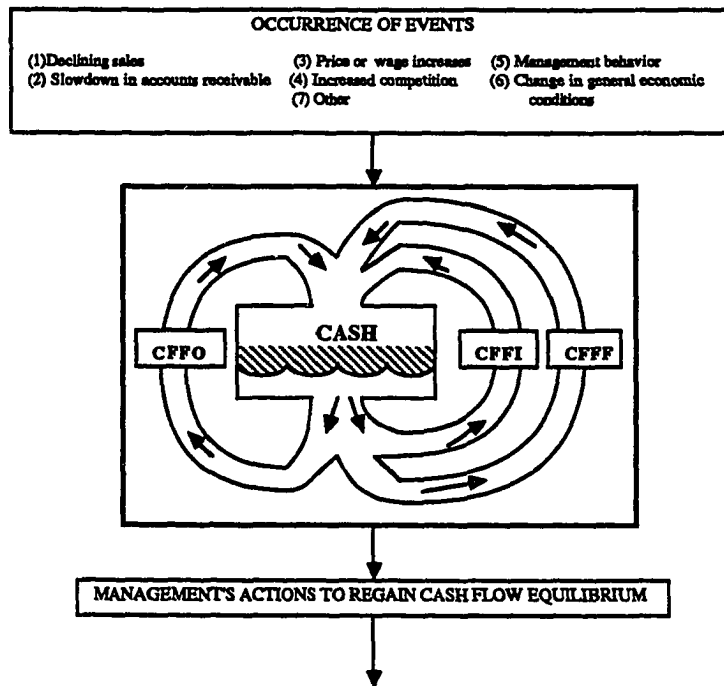 OCCURRENCE OF EVENTS
(1)Declining sales
(2) Slowdown in accounts receivable
(3) Price or wage increases
(4) Increased competition
(7) Other
(5) Management behavior
(6) Change in general economic
conditions
CASH
CFFO
CFFI
CFFF
MANAGEMENT'S ACTIONS TO REGAIN CASH FLOW EQUILIBRIUM